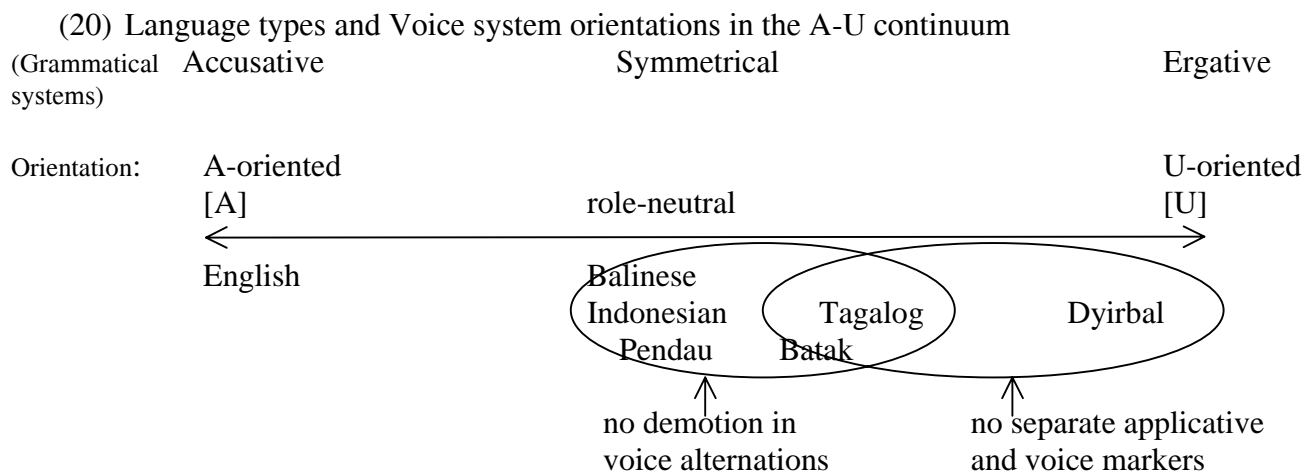 (20) Language types and Voice system orientations in the A-U continuum
(Grammatical Accusative Symmetrical Ergative
systems)
Orientation: A-oriented U-oriented
[A] role-neutral [U]
English Balinese
Indonesian Tagalog Dyirbal
Pendau Batak
no demotion in no separate applicative
voice alternations and voice markers